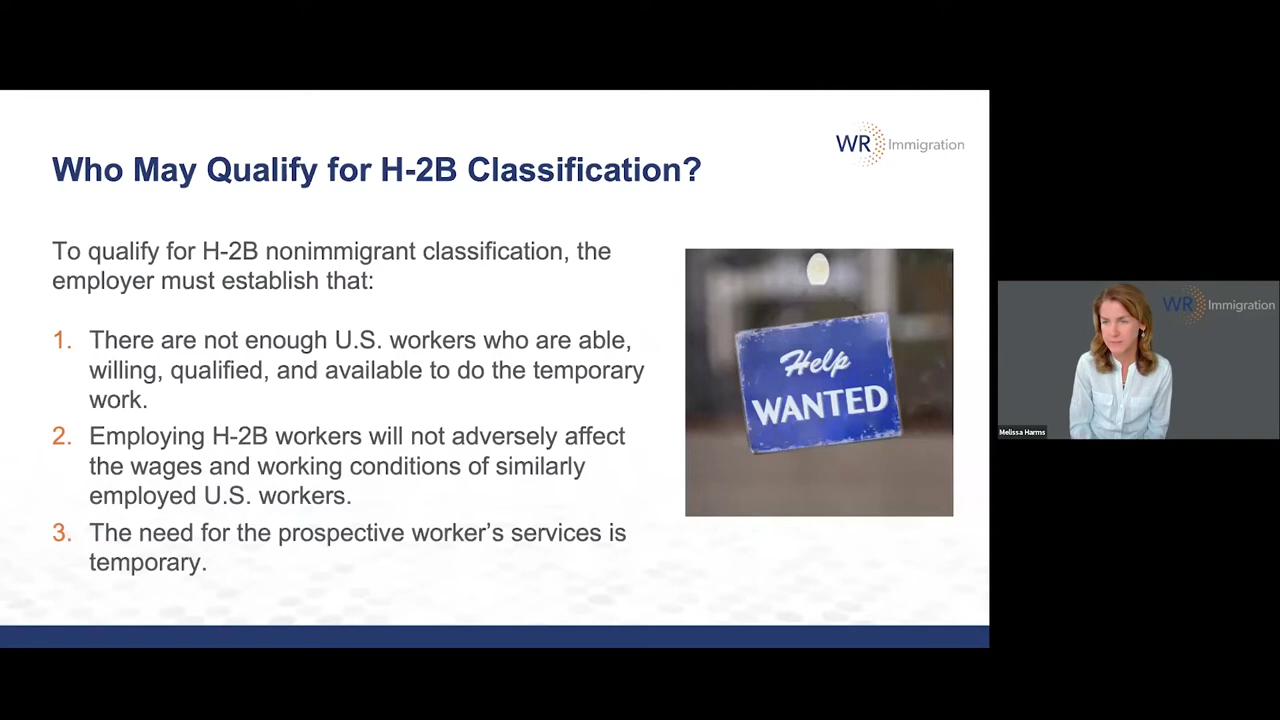 WR Immigration
Who May Qualify for H-2B Classification?
To qualify for H-2B nonimmigrant classification, the
employer must establish that:
1. There are not enough U.S. workers who are able,
willing, qualified, and available to do the temporary
work.
2. Employing H-2B workers will not adversely affect
the wages and working conditions of similarly
employed U.S. workers.
3. The need for the prospective worker’s services is
temporary.
Help
WANTED
WR Immigration
Melissa Harms